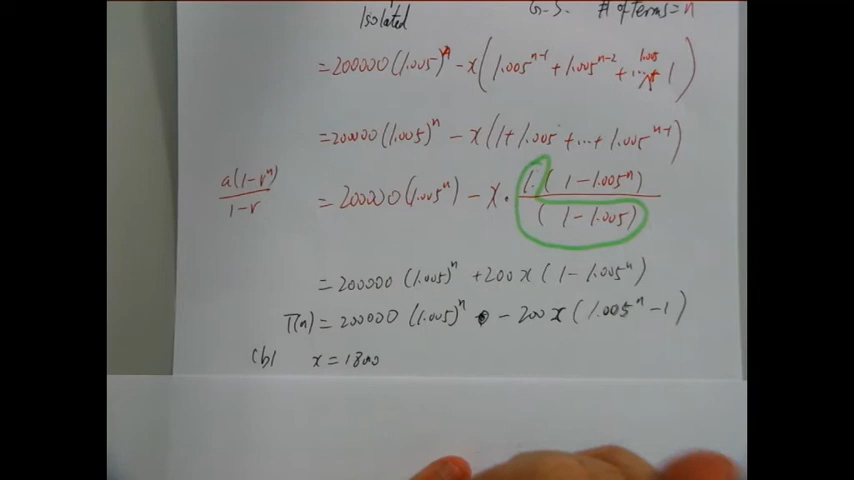 Isolated G.S. # of terms = n
= 200000 (1.005)^n - x ( 1.005^{n-1} + 1.005^{n-2} + ... + 1.005 + 1 )
= 200000 (1.005)^n - x ( 1 + 1.005 + ... + 1.005^{n-1} )
a(1-r^n) / 1-r
= 200000 (1.005^n) - x · 1·( 1 - 1.005^n ) / ( 1 - 1.005 )
= 200000 (1.005)^n + 200 x ( 1 - 1.005^n )
T(n) = 200000 (1.005)^n - 200 x ( 1.005^n - 1 )
(b) x = 1800